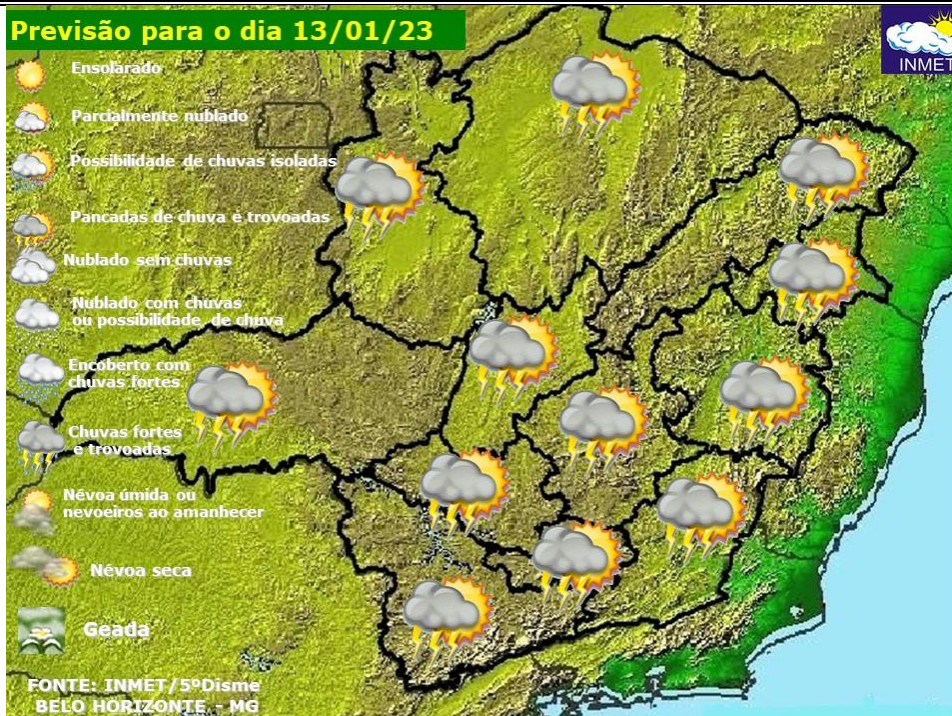 Previsão para o dia 13/01/23
INMET
Ensolarado
Parcialmente nublado
Possibilidade de chuvas isoladas
Pancadas de chuva e trovoadas
Nublado sem chuvas
Nublado com chuvas
ou possibilidade de chuva
Encoberto com
chuvas fortes
Chuvas fortes
e trovoadas
Névoa úmida ou
nevoeiros ao amanhecer
Névoa seca
Geada
FONTE: INMET/5ºDisme
BELO HORIZONTE - MG